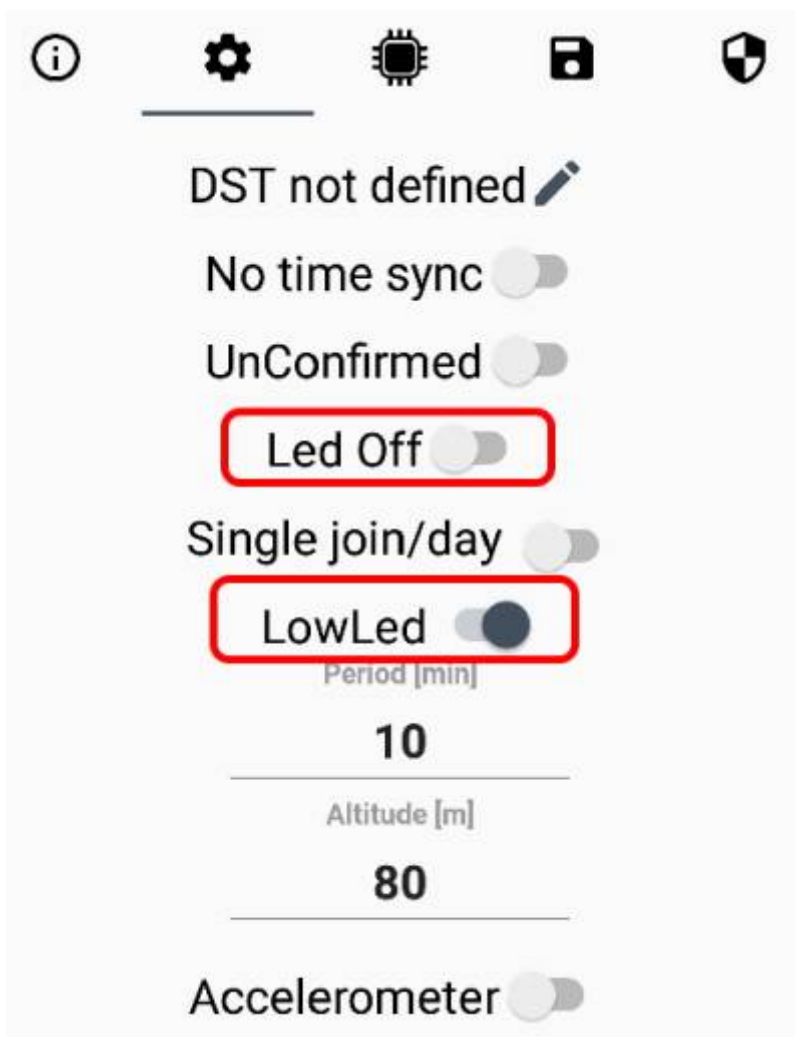 DST not defined
No time sync
UnConfirmed
Led Off
Single join/day
LowLed
Period [min]
10
Altitude [m]
80
Accelerometer